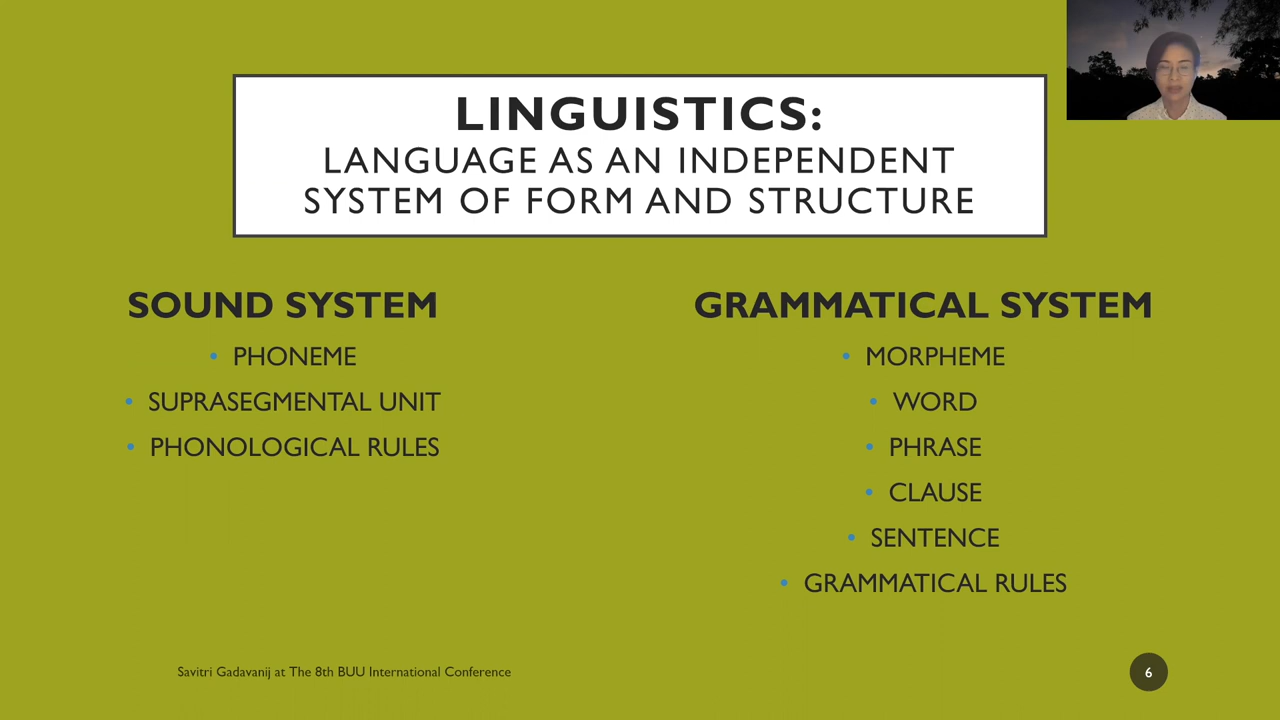 LINGUISTICS:
LANGUAGE AS AN INDEPENDENT
SYSTEM OF FORM AND STRUCTURE
SOUND SYSTEM
• PHONEME
• SUPRASEGMENTAL UNIT
• PHONOLOGICAL RULES
GRAMMATICAL SYSTEM
• MORPHEME
• WORD
• PHRASE
• CLAUSE
• SENTENCE
• GRAMMATICAL RULES
Savitri Gadavanij at The 8th BUU International Conference
6